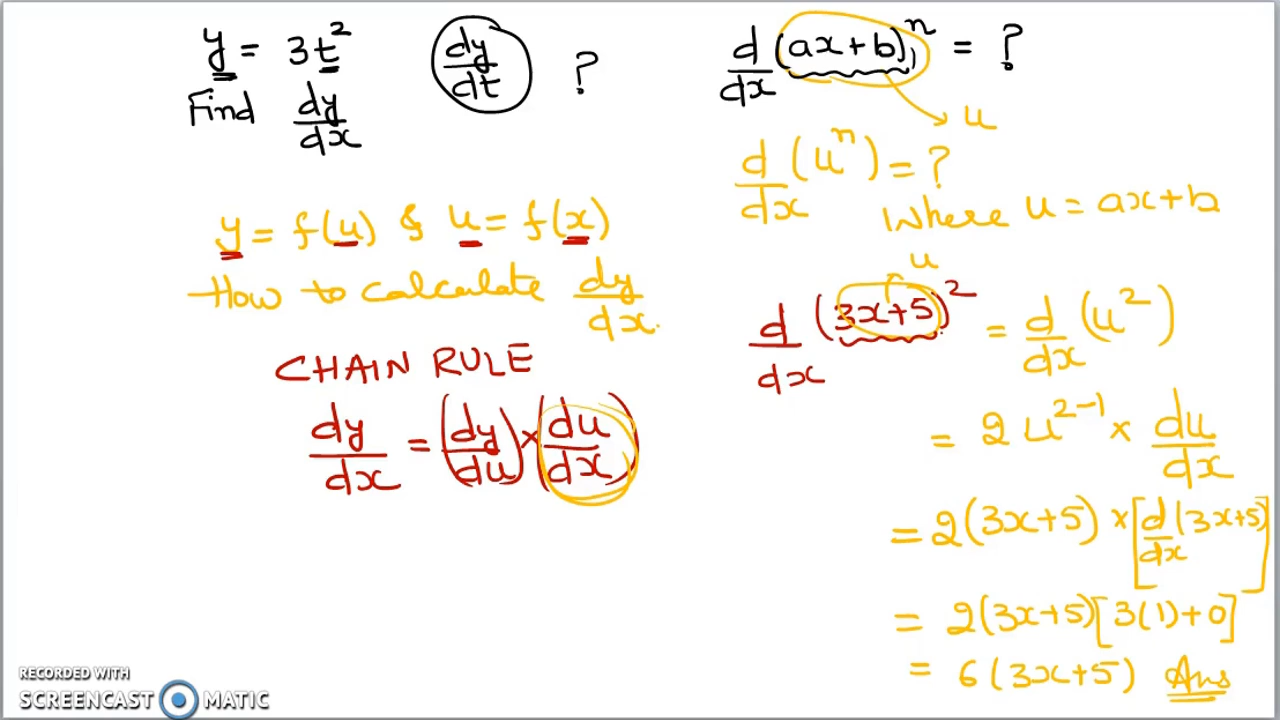 y = 3t² dy/dt ?
Find dy/dx
y = f(u) & u = f(x)
How to calculate dy/dx.
CHAIN RULE
dy/dx = (dy/du) × (du/dx)
d/dx (ax+b)ⁿ = ?
u
d/dx (uⁿ) = ?
Where u = ax+b
u
d/dx (3x+5)² = d/dx (u²)
= 2 u²⁻¹ × du/dx
= 2(3x+5) × [d/dx (3x+5)]
= 2(3x+5)[3(1)+0]
= 6(3x+5) Ans
RECORDED WITH
SCREENCAST MATIC